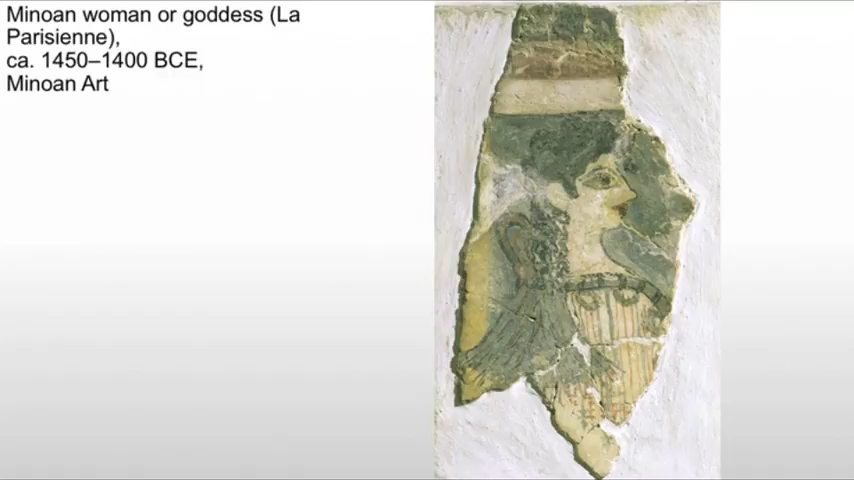 Minoan woman or goddess (La
Parisienne),
ca. 1450–1400 BCE,
Minoan Art